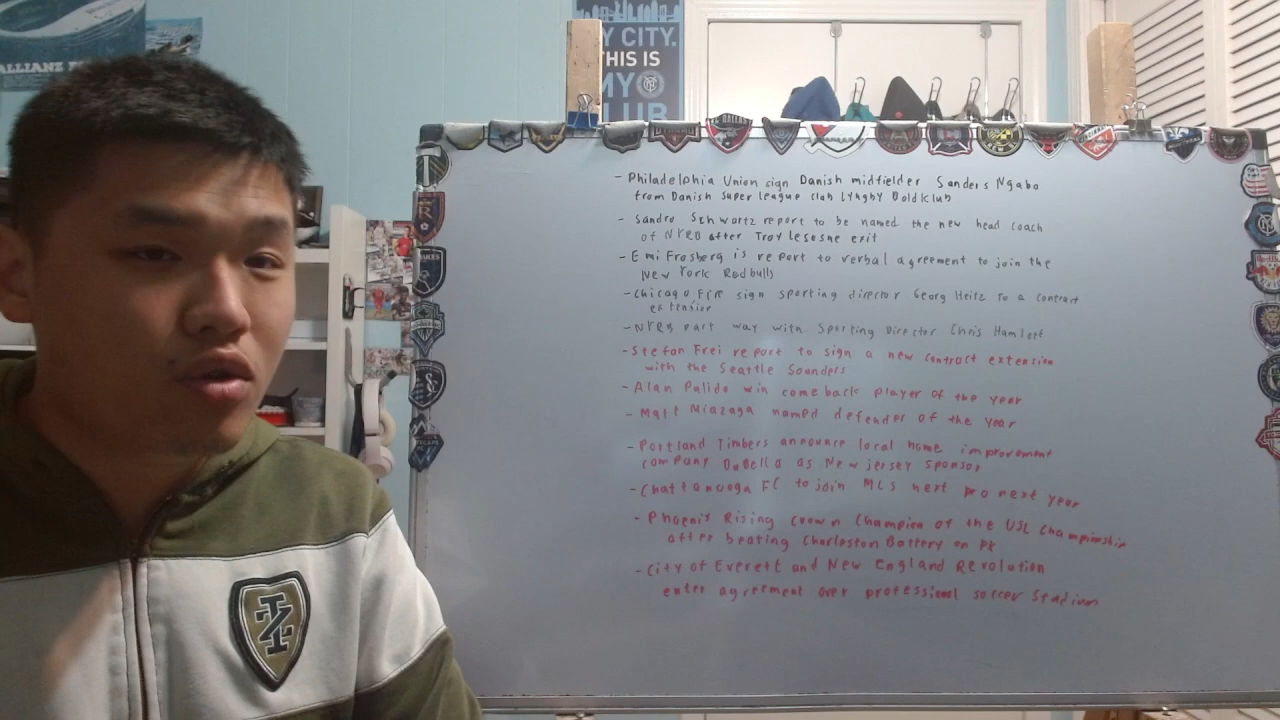 ALLIANZ F
Y CITY.
THIS IS
MY
CLUB
DALLAS
- Philadelphia Union sign Danish midfielder Sanders Ngabo
from Danish Super league club Lyngby Boldklub
- Sandro Schwartz report to be named the new head coach
of NYRB after Troy Lesesne exit
- Emi Frosberg is report to verbal agreement to join the
New York Redbulls
- Chicago Fire sign sporting director Georg Heitz to a contract
extension
- NYRB part way with Sporting Director Chris Hamlett
- Stefan Frei report to sign a new contract extension
with the Seattle Sounders
- Alan Pulido win comeback player of the year
- Matt Miazaga named defender of the year
- Portland Timbers announce local home improvement
company DaBella as New jersey sponsor
- Chattanooga FC to join MLS next pro next year
- Phoenix Rising crown Champion of the USL Championship
after beating Charleston Battery on PK
- City of Everett and New England Revolution
enter agreement over professional soccer Stadium